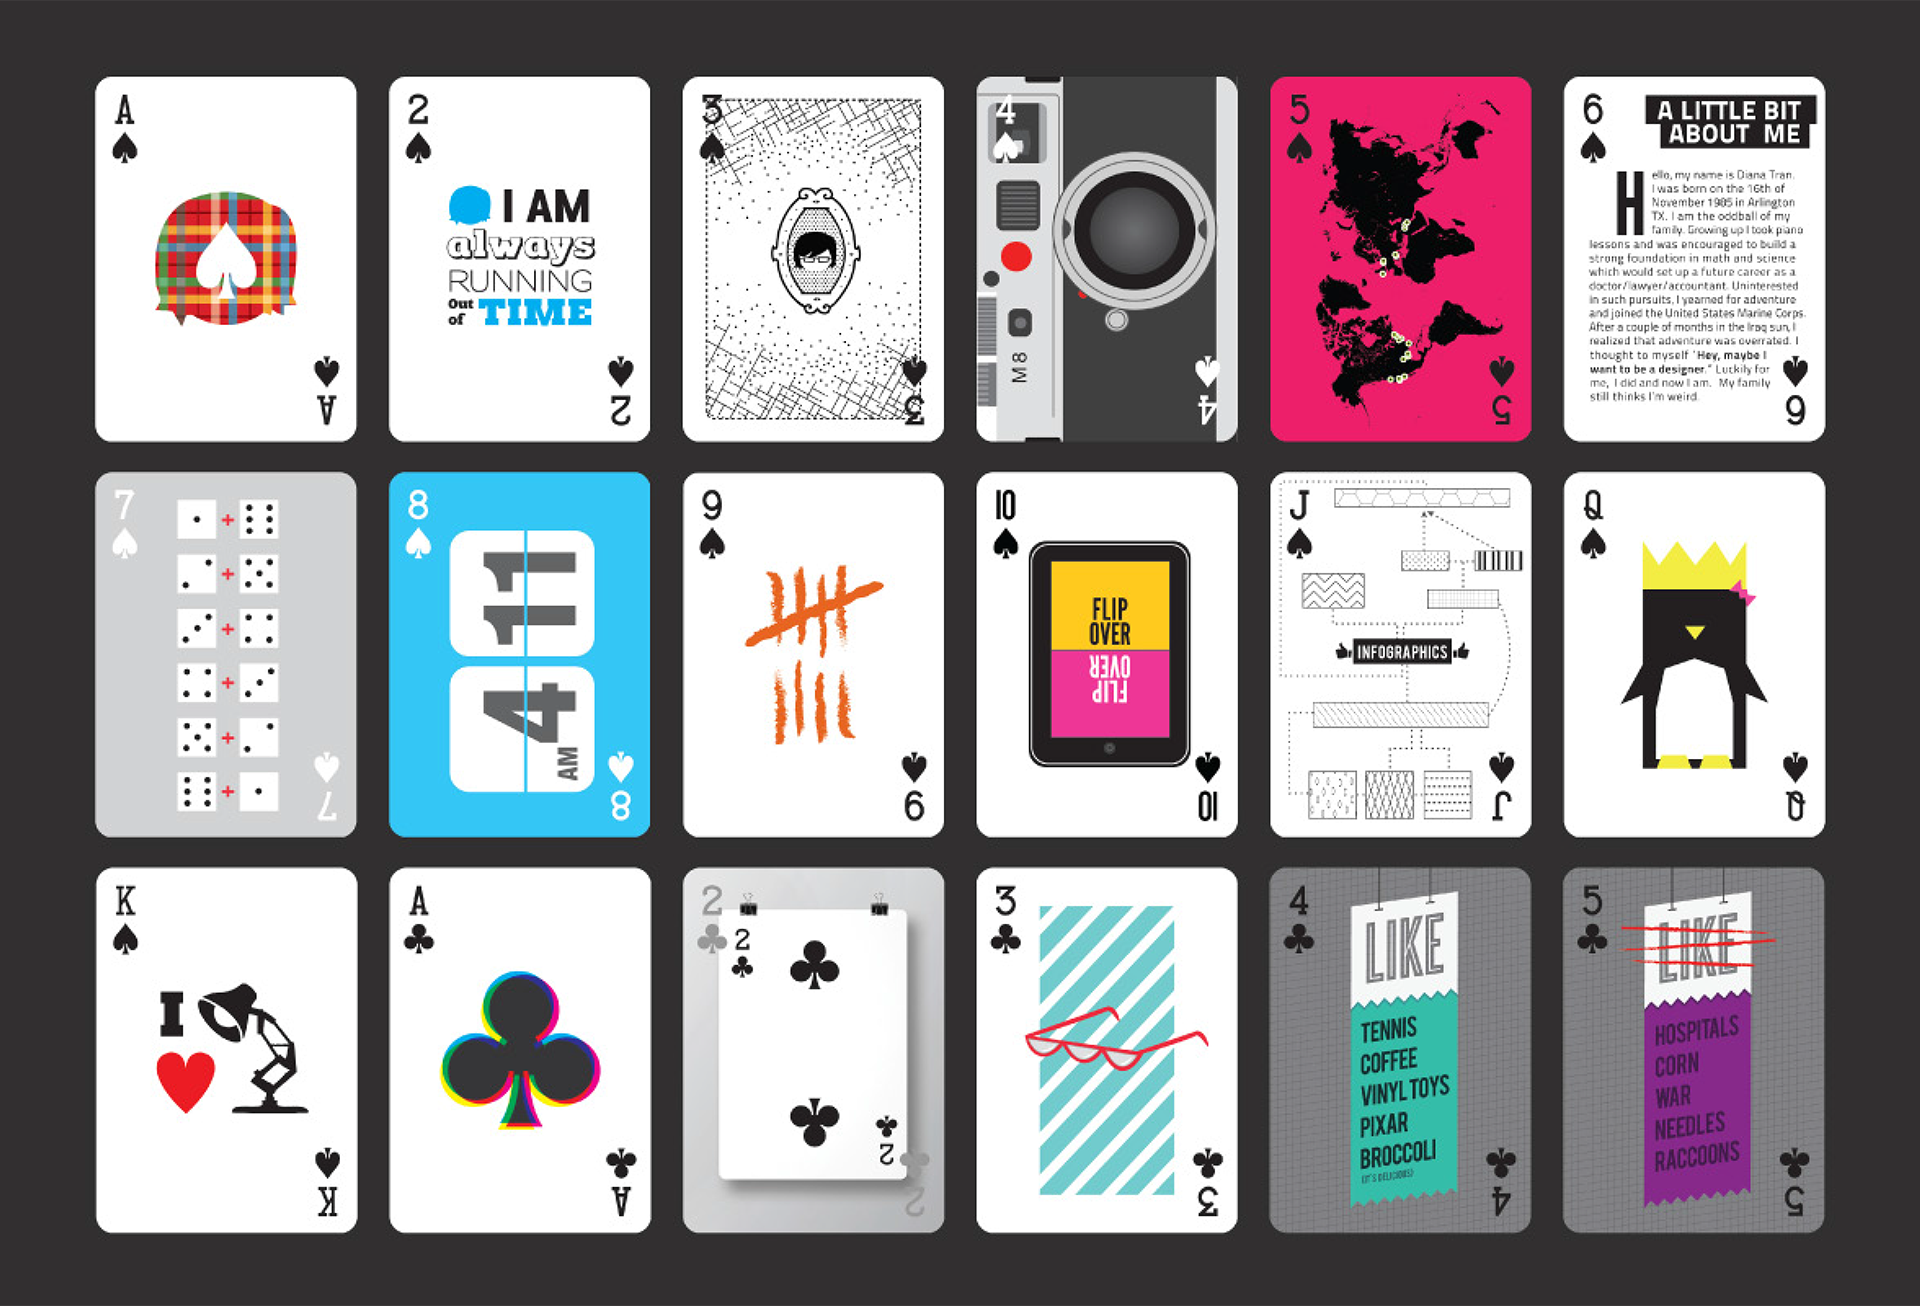 A
A
2
I AM
always
RUNNING
Out
of TIME
2
3
3
4
M8
4
5
5
6
A LITTLE BIT
ABOUT ME
Hello, my name is Diana Tran.
I was born on the 16th of
November 1985 in Arlington
TX. I am the oddball of my
family. Growing up I took piano
lessons and was encouraged to build a
strong foundation in math and science
which would set up a future career as a
doctor/lawyer/accountant. Uninterested
in such pursuits, I yearned for adventure
and joined the United States Marine Corps.
After a couple of months in the Iraq sun, I
realized that adventure was overrated. I
thought to myself "Hey, maybe I
want to be a designer." Luckily for
me, I did and now I am. My family
still thinks I'm weird.
6
7
7
8
11
4
AM
8
9
9
10
FLIP
OVER
FLIP
OVER
10
J
INFOGRAPHICS
J
Q
Q
K
I
K
A
A
2
2
2
2
3
3
4
LIKE
TENNIS
COFFEE
VINYL TOYS
PIXAR
BROCCOLI
(IT'S DELICIOUS)
4
5
LIKE
HOSPITALS
CORN
WAR
NEEDLES
RACCOONS
5